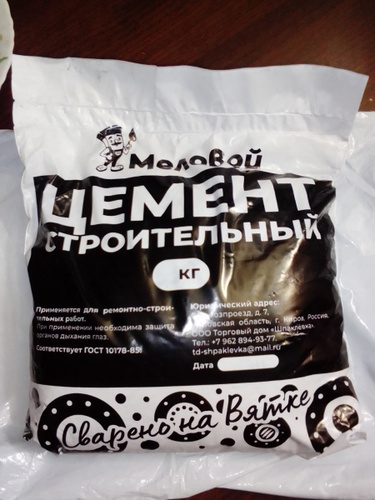 Меловой
ЦЕМЕНТ
СТРОИТЕЛЬНЫЙ
КГ
Применяется для ремонтно-строи-
тельных работ.
При применении необходима защита
органов дыхания глаз.
Соответствует ГОСТ 10178-85!
Юридический адрес:
д. 7,
область, г. Киров, Россия,
ООО Торговый дом «Шпаклевка».
Тел.: +7 962 894-93-77
td-shpaklevka@mail.ru
Дата
Сварено на Вятке